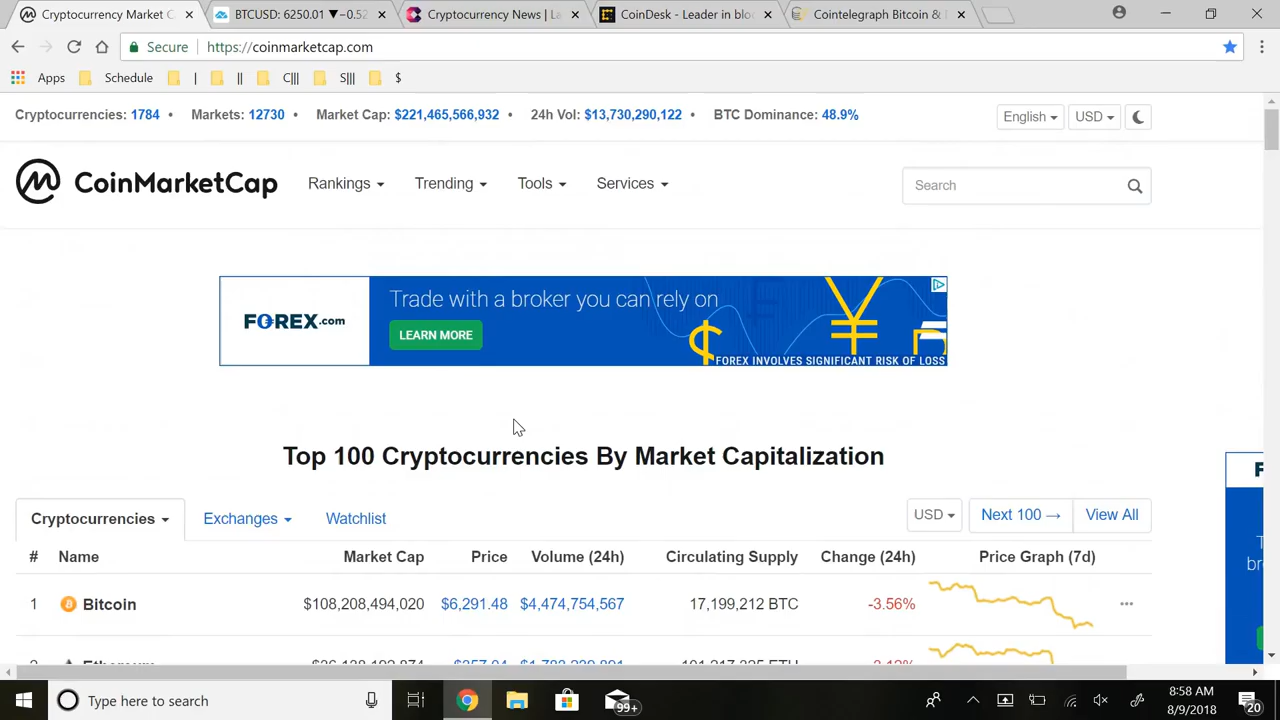 Cryptocurrency Market C
BTCUSD: 6250.01 ▼ 0.52
Cryptocurrency News | La
CoinDesk - Leader in bloc
Cointelegraph Bitcoin &
Secure https://coinmarketcap.com
Apps Schedule | || C||| S||| $
Cryptocurrencies: 1784 • Markets: 12730 • Market Cap: $221,465,566,932 • 24h Vol: $13,730,290,122 • BTC Dominance: 48.9%
English USD
CoinMarketCap Rankings Trending Tools Services
Search
Trade with a broker you can rely on
FOREX.com
LEARN MORE
FOREX INVOLVES SIGNIFICANT RISK OF LOSS
Top 100 Cryptocurrencies By Market Capitalization
Cryptocurrencies Exchanges Watchlist USD Next 100 → View All
# Name Market Cap Price Volume (24h) Circulating Supply Change (24h) Price Graph (7d)
1 Bitcoin $108,208,494,020 $6,291.48 $4,474,754,567 17,199,212 BTC -3.56%
Type here to search
99+
8:58 AM
8/9/2018
20